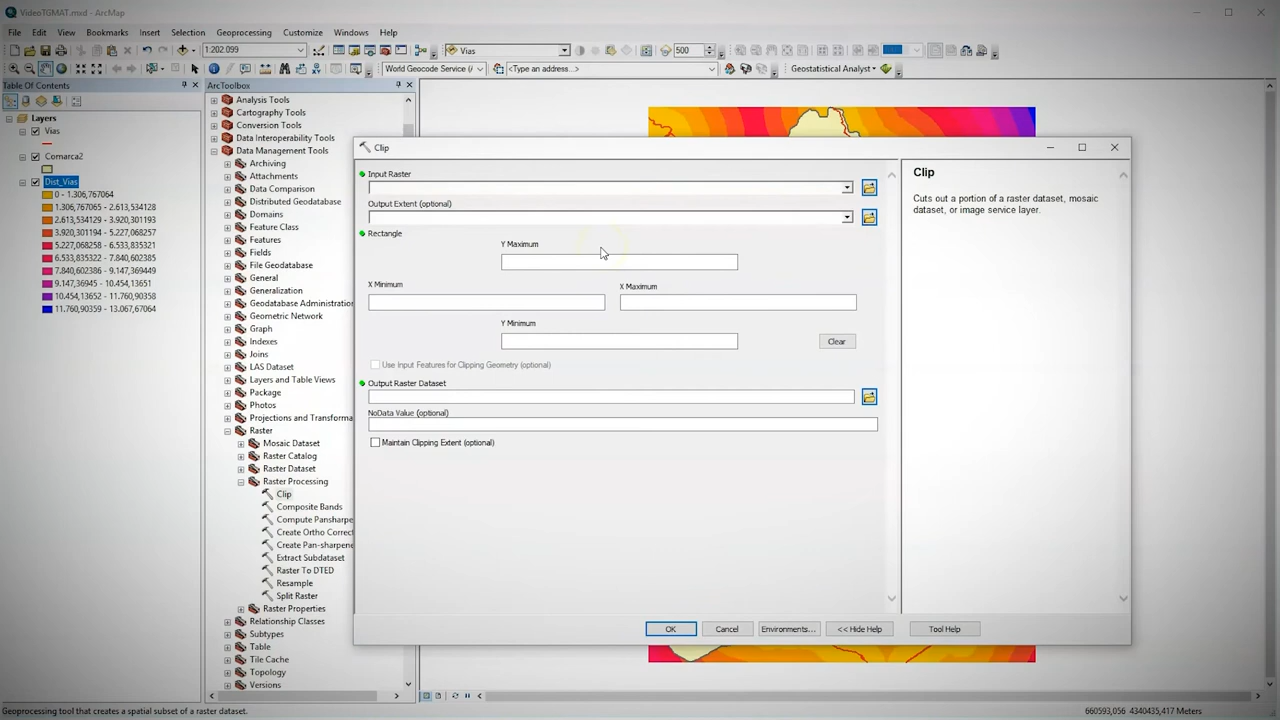 VideoTGMAT.mxd - ArcMap
File Edit View Bookmarks Insert Selection Geoprocessing Customize Windows Help
1:202.099
Vias
500
World Geocode Service (/
<Type an address...>
Geostatistical Analyst
Table Of Contents
Layers
Vias
Comarca2
Dist_Vias
0 - 1.306,767064
1.306,767065 - 2.613,534128
2.613,534129 - 3.920,301193
3.920,301194 - 5.227,068257
5.227,068258 - 6.533,835321
6.533,835322 - 7.840,602385
7.840,602386 - 9.147,369449
9.147,36945 - 10.454,13651
10.454,13652 - 11.760,90358
11.760,90359 - 13.067,67064
ArcToolbox
Analysis Tools
Cartography Tools
Conversion Tools
Data Interoperability Tools
Data Management Tools
Archiving
Attachments
Data Comparison
Distributed Geodatabase
Domains
Feature Class
Features
Fields
File Geodatabase
General
Generalization
Geodatabase Administration
Geometric Network
Graph
Indexes
Joins
LAS Dataset
Layers and Table Views
Package
Photos
Projections and Transforma
Raster
Mosaic Dataset
Raster Catalog
Raster Dataset
Raster Processing
Clip
Composite Bands
Compute Pansharpe
Create Ortho Correct
Create Pan-sharpene
Extract Subdataset
Raster To DTED
Resample
Split Raster
Raster Properties
Relationship Classes
Subtypes
Table
Tile Cache
Topology
Versions
Clip
Input Raster
Output Extent (optional)
Rectangle
Y Maximum
X Minimum
X Maximum
Y Minimum
Clear
Use Input Features for Clipping Geometry (optional)
Output Raster Dataset
NoData Value (optional)
Maintain Clipping Extent (optional)
OK
Cancel
Environments...
<< Hide Help
Tool Help
Clip
Cuts out a portion of a raster dataset, mosaic
dataset, or image service layer.
Geoprocessing tool that creates a spatial subset of a raster dataset.
660593,056 4340435,417 Meters